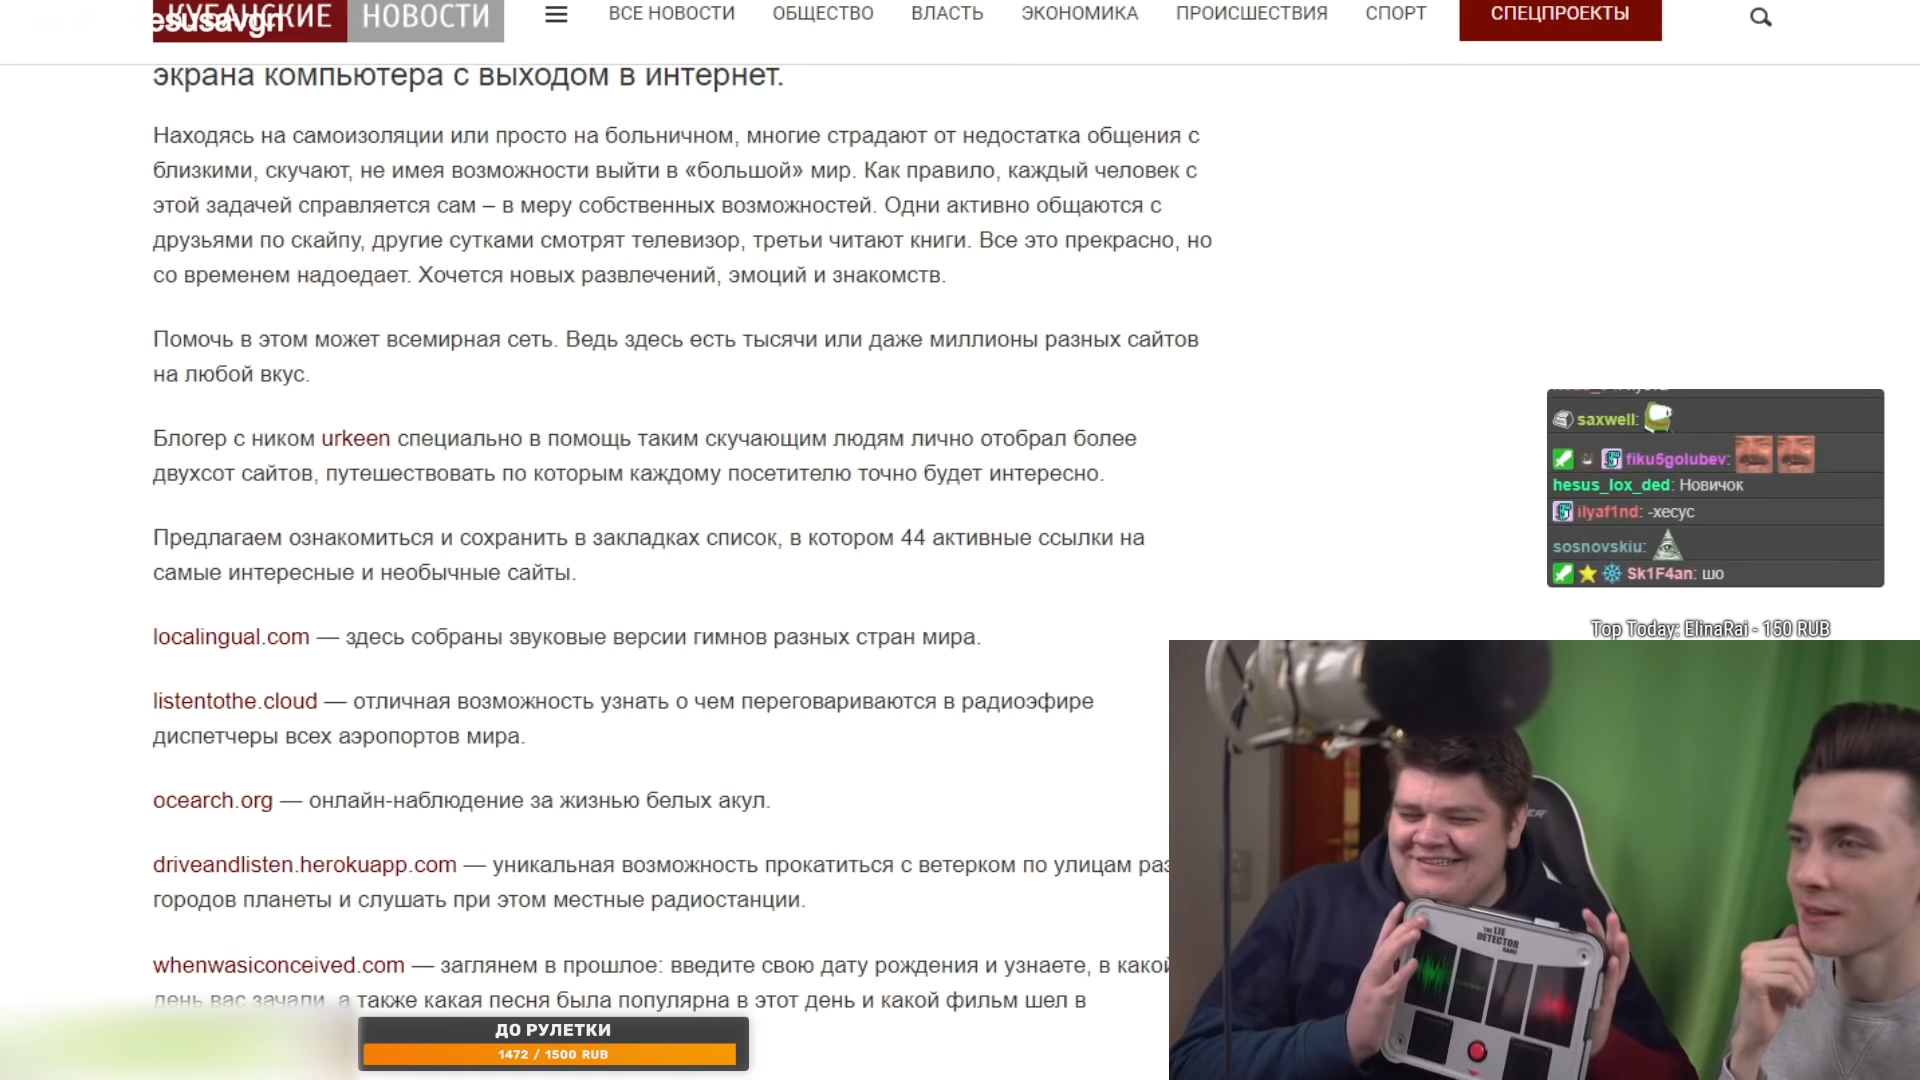 КУБАНСКИЕ НОВОСТИ
esusavgn
ВСЕ НОВОСТИ ОБЩЕСТВО ВЛАСТЬ ЭКОНОМИКА ПРОИСШЕСТВИЯ СПОРТ СПЕЦПРОЕКТЫ
экрана компьютера с выходом в интернет.
Находясь на самоизоляции или просто на больничном, многие страдают от недостатка общения с
близкими, скучают, не имея возможности выйти в «большой» мир. Как правило, каждый человек с
этой задачей справляется сам – в меру собственных возможностей. Одни активно общаются с
друзьями по скайпу, другие сутками смотрят телевизор, третьи читают книги. Все это прекрасно, но
со временем надоедает. Хочется новых развлечений, эмоций и знакомств.
Помочь в этом может всемирная сеть. Ведь здесь есть тысячи или даже миллионы разных сайтов
на любой вкус.
Блогер с ником urkeen специально в помощь таким скучающим людям лично отобрал более
двухсот сайтов, путешествовать по которым каждому посетителю точно будет интересно.
Предлагаем ознакомиться и сохранить в закладках список, в котором 44 активные ссылки на
самые интересные и необычные сайты.
localingual.com — здесь собраны звуковые версии гимнов разных стран мира.
listentothe.cloud — отличная возможность узнать о чем переговариваются в радиоэфире
диспетчеры всех аэропортов мира.
ocearch.org — онлайн-наблюдение за жизнью белых акул.
driveandlisten.herokuapp.com — уникальная возможность прокатиться с ветерком по улицам раз
городов планеты и слушать при этом местные радиостанции.
whenwasiconceived.com — заглянем в прошлое: введите свою дату рождения и узнаете, в какой
день вас зачали, а также какая песня была популярна в этот день и какой фильм шел в
ДО РУЛЕТКИ
1472 / 1500 RUB
saxwell:
fiku5golubev:
hesus_lox_ded: Новичок
ilyaf1nd: -хесус
sosnovskiu:
Sk1F4an: шо
Top Today: ElinaRai - 150 RUB
THE LIE
DETECTOR
GAME